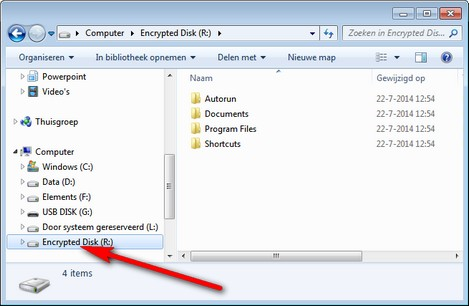 Computer ▸ Encrypted Disk (R:) ▸
Zoeken in Encrypted Dis...
Organiseren
In bibliotheek opnemen
Delen met
Nieuwe map
Powerpoint
Video's
Thuisgroep
Computer
Windows (C:)
Data (D:)
Elements (F:)
USB DISK (G:)
Door systeem gereserveerd (L:)
Encrypted Disk (R:)
Naam Gewijzigd op
Autorun 22-7-2014 12:54
Documents 22-7-2014 12:54
Program Files 22-7-2014 12:54
Shortcuts 22-7-2014 12:54
4 items